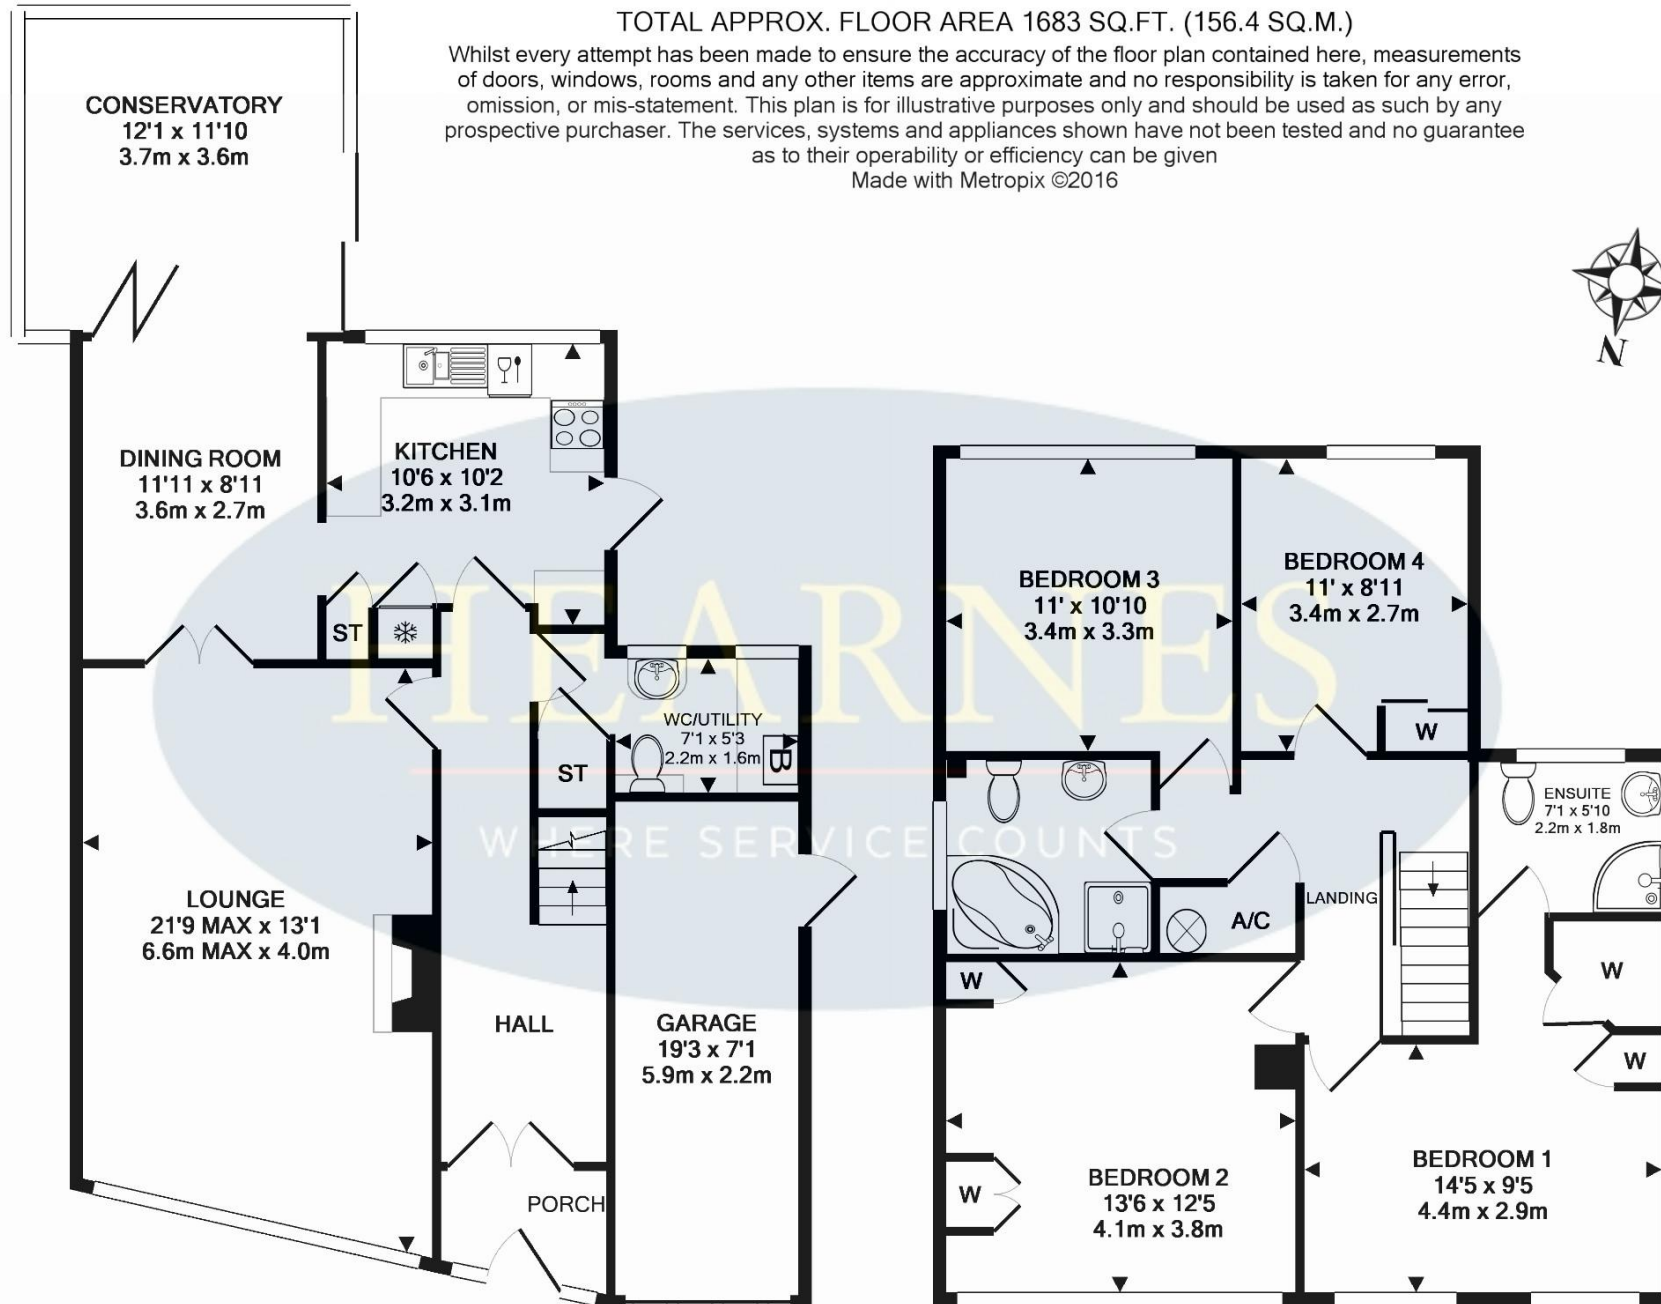 TOTAL APPROX. FLOOR AREA 1683 SQ.FT. (156.4 SQ.M.)
Whilst every attempt has been made to ensure the accuracy of the floor plan contained here, measurements
of doors, windows, rooms and any other items are approximate and no responsibility is taken for any error,
omission, or mis-statement. This plan is for illustrative purposes only and should be used as such by any
prospective purchaser. The services, systems and appliances shown have not been tested and no guarantee
as to their operability or efficiency can be given
Made with Metropix ©2016
CONSERVATORY
12'1 x 11'10
3.7m x 3.6m
N
DINING ROOM
11'11 x 8'11
3.6m x 2.7m
KITCHEN
10'6 x 10'2
3.2m x 3.1m
ST
BEDROOM 3
11' x 10'10
3.4m x 3.3m
BEDROOM 4
11' x 8'11
3.4m x 2.7m
W
HEARNES
WHERE SERVICE COUNTS
WC/UTILITY
7'1 x 5'3
2.2m x 1.6m
B
ST
ENSUITE
7'1 x 5'10
2.2m x 1.8m
LOUNGE
21'9 MAX x 13'1
6.6m MAX x 4.0m
LANDING
A/C
W
W
W
HALL
GARAGE
19'3 x 7'1
5.9m x 2.2m
PORCH
W
BEDROOM 2
13'6 x 12'5
4.1m x 3.8m
BEDROOM 1
14'5 x 9'5
4.4m x 2.9m